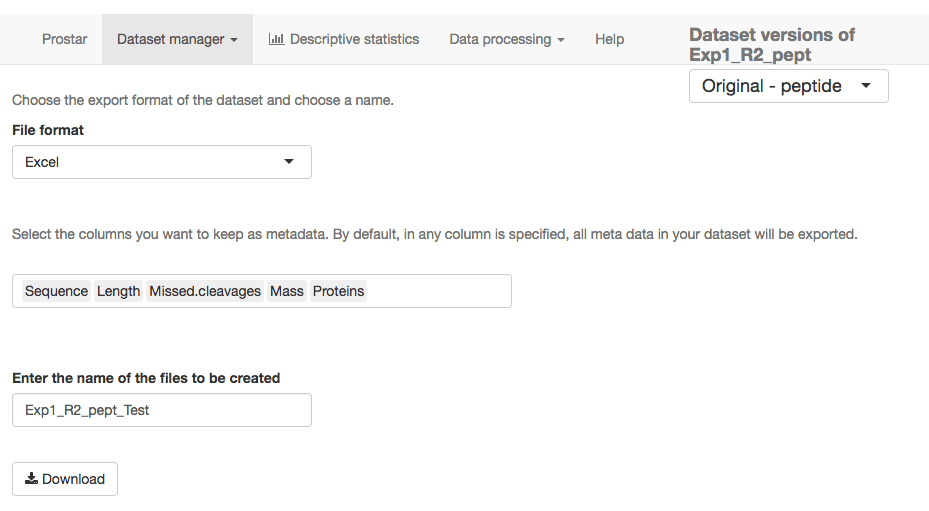 Prostar Dataset manager Descriptive statistics Data processing Help
Dataset versions of
Exp1_R2_pept
Original - peptide
Choose the export format of the dataset and choose a name.
File format
Excel
Select the columns you want to keep as metadata. By default, in any column is specified, all meta data in your dataset will be exported.
Sequence Length Missed.cleavages Mass Proteins
Enter the name of the files to be created
Exp1_R2_pept_Test
Download